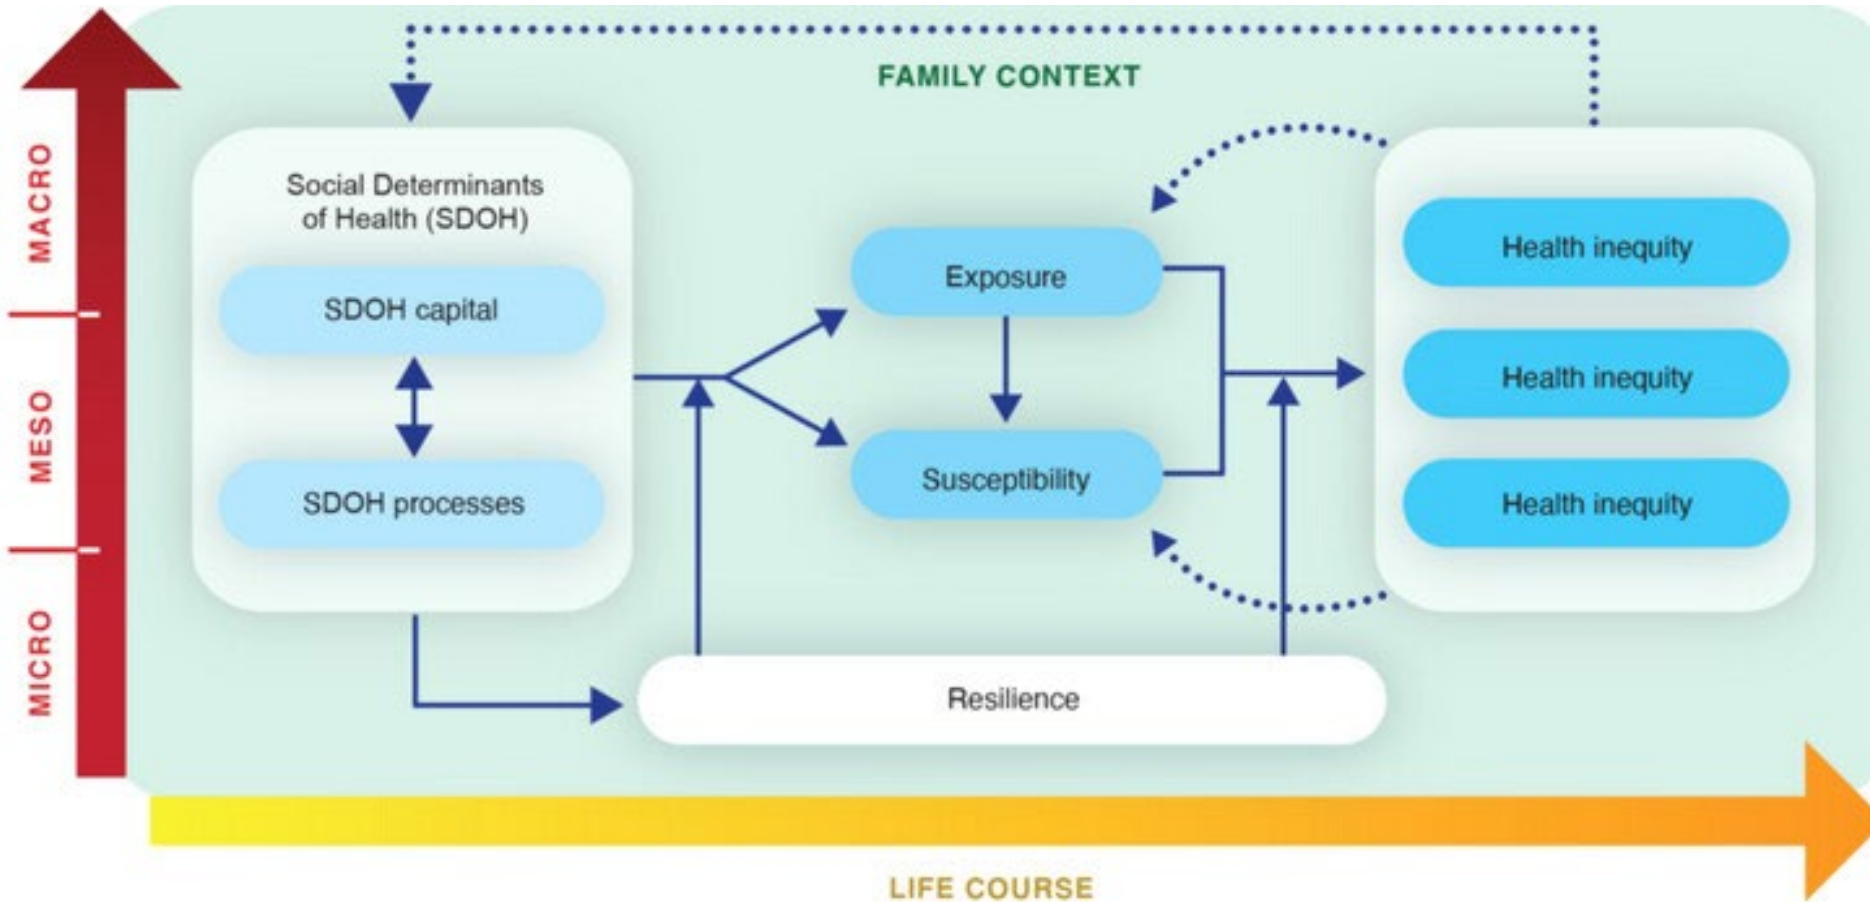 FAMILY CONTEXT
MACRO
MESO
MICRO
Social Determinants
of Health (SDOH)
SDOH capital
SDOH processes
Exposure
Susceptibility
Health inequity
Health inequity
Health inequity
Resilience
LIFE COURSE